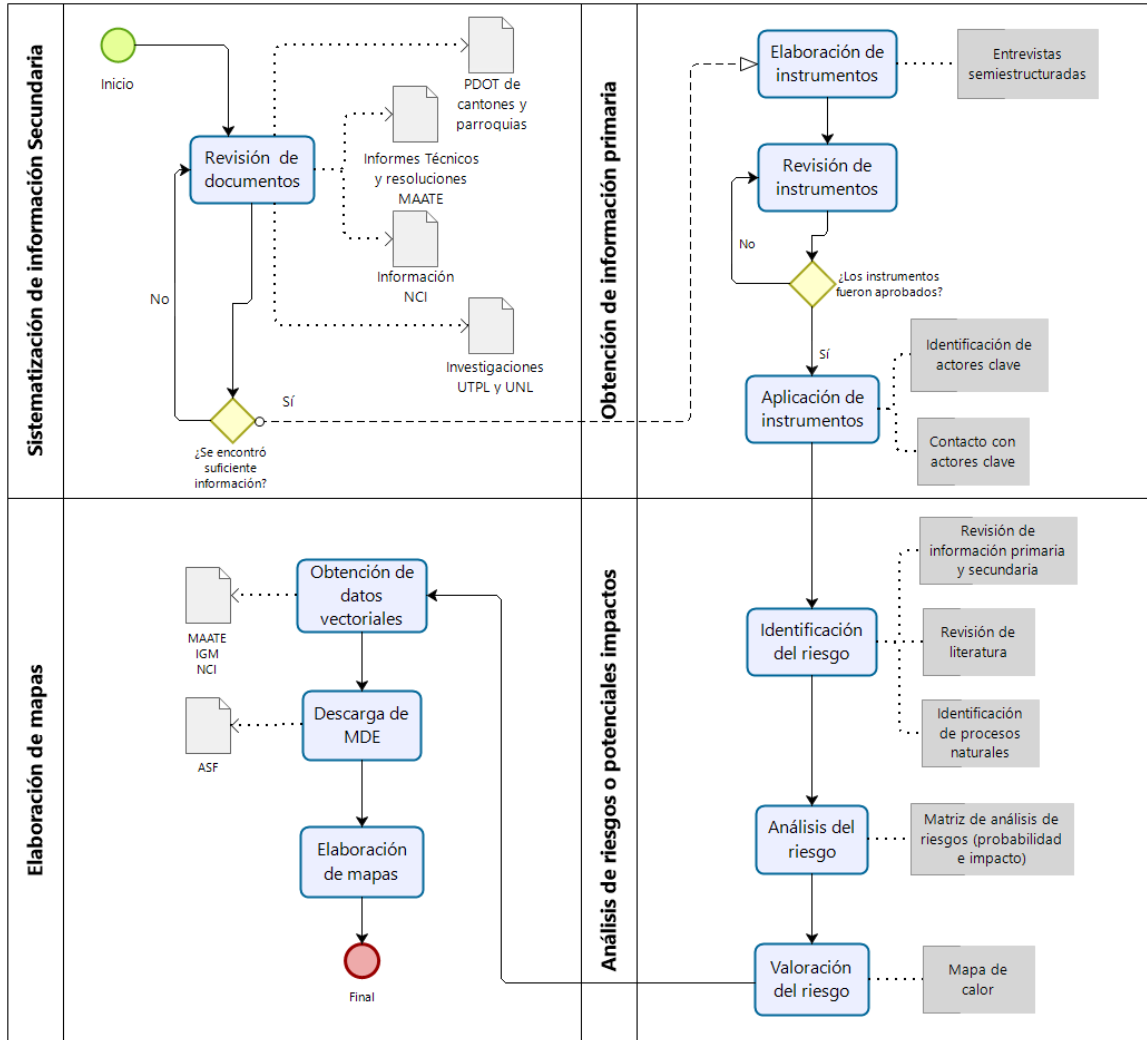 Sistematización de información Secundaria
Inicio
Revisión de
documentos
PDOT de
cantones y
parroquias
Informes Técnicos
y resoluciones
MAATE
Información
NCI
Investigaciones
UTPL y UNL
No
Sí
¿Se encontró
suficiente
información?
Obtención de información primaria
Elaboración de
instrumentos
Entrevistas
semiestructuradas
Revisión de
instrumentos
No
¿Los instrumentos
fueron aprobados?
Sí
Aplicación de
instrumentos
Identificación de
actores clave
Contacto con
actores clave
Elaboración de mapas
Obtención de
datos
vectoriales
MAATE
IGM
NCI
Descarga de
MDE
ASF
Elaboración
de mapas
Final
Análisis de riesgos o potenciales impactos
Identificación
del riesgo
Revisión de
información primaria
y secundaria
Revisión de
literatura
Identificación
de procesos
naturales
Análisis del
riesgo
Matriz de análisis de
riesgos (probabilidad
e impacto)
Valoración
del riesgo
Mapa de
calor